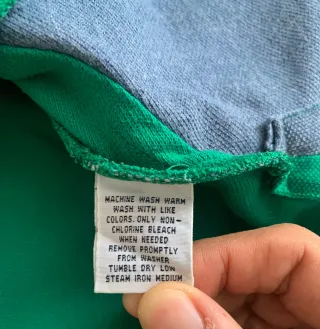 MACHINE WASH WARM
WASH WITH LIKE
COLORS. ONLY NON-
CHLORINE BLEACH
WHEN NEEDED
REMOVE PROMPTLY
FROM WASHER
TUMBLE DRY LOW
STEAM IRON MEDIUM